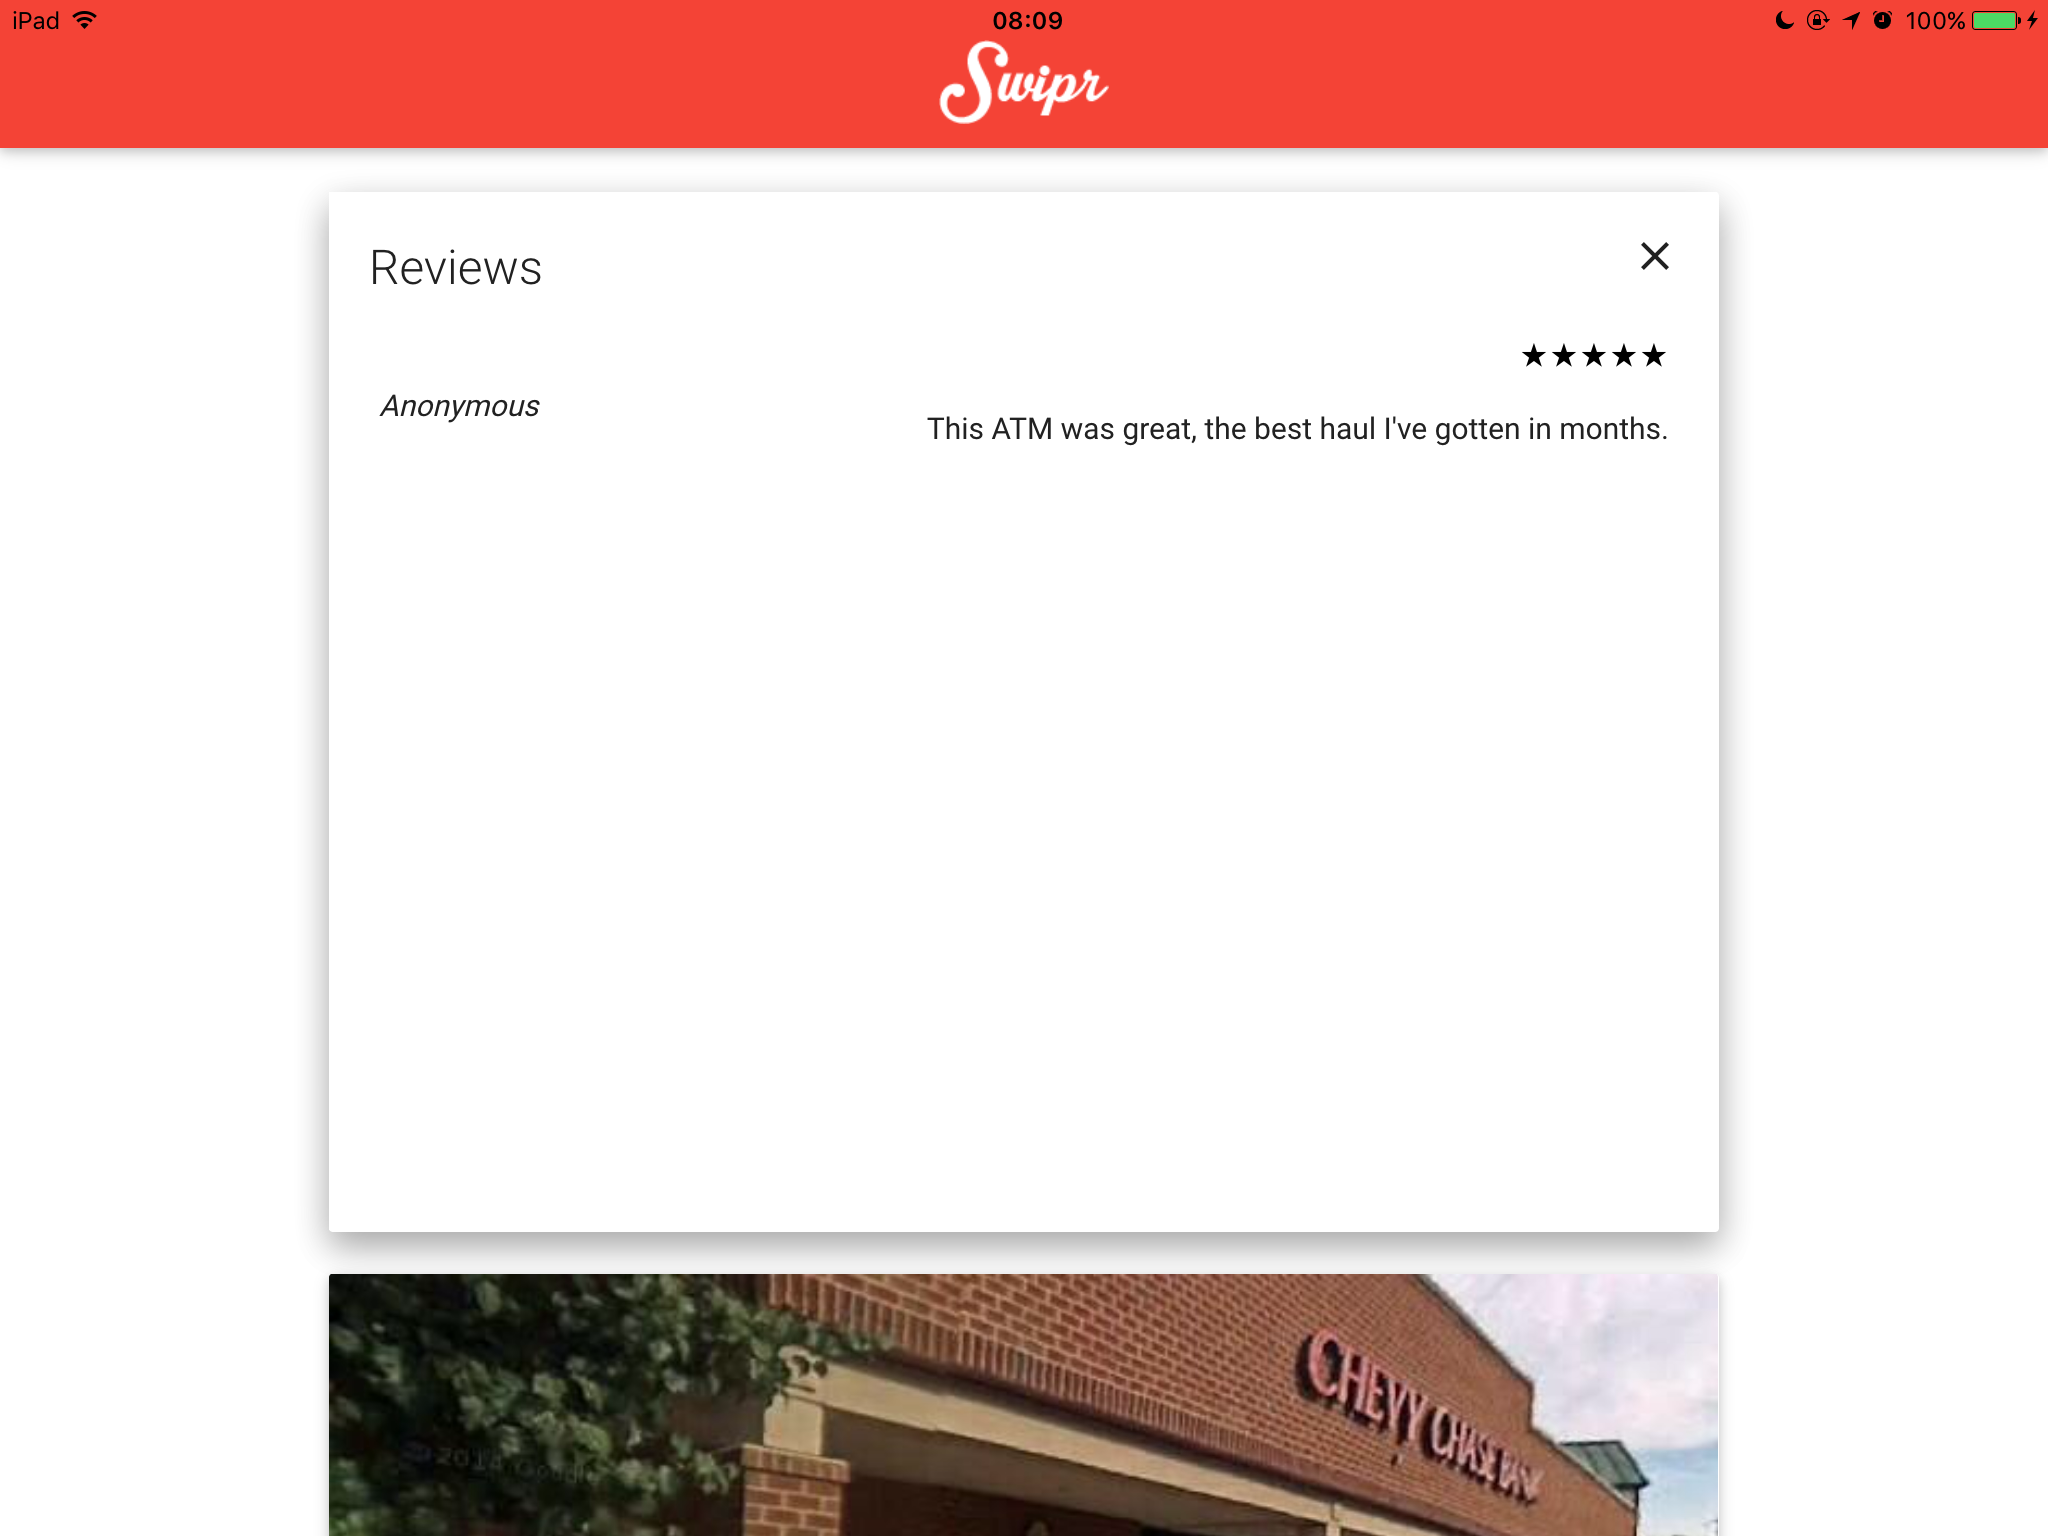 iPad 08:09 100%
Swipr
Reviews
★★★★★
Anonymous
This ATM was great, the best haul I've gotten in months.
CHEVY CHASE BANK
© 2014 Google